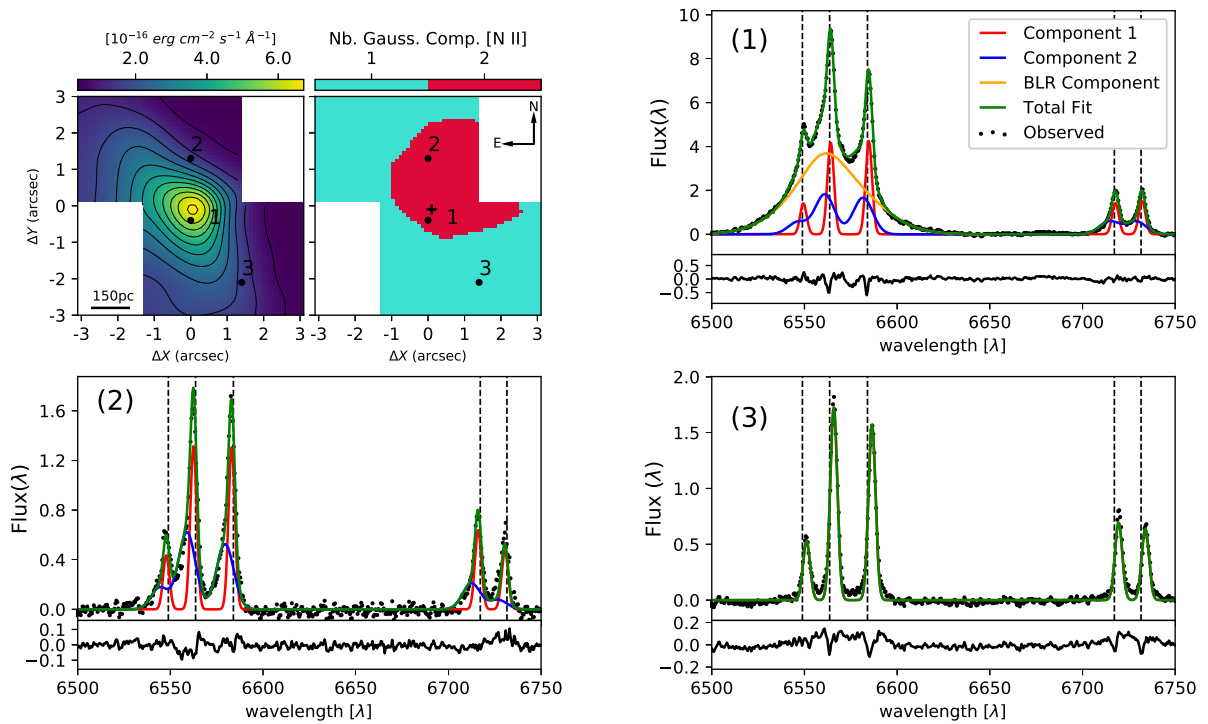 [10⁻¹⁶ erg cm⁻² s⁻¹ Å⁻¹]
2.0 4.0 6.0
Nb. Gauss. Comp. [N II]
1 2
3
2
1
0
-1
-2
-3
ΔY (arcsec)
2
1
3
150pc
-3 -2 -1 0 1 2 3
ΔX (arcsec)
N
E
2
1
3
-3 -2 -1 0 1 2 3
ΔX (arcsec)
(1)
Component 1
Component 2
BLR Component
Total Fit
Observed
10
8
6
4
2
0
Flux(λ)
0.5
0.0
−0.5
6500 6550 6600 6650 6700 6750
wavelength [λ]
(2)
1.6
1.2
0.8
0.4
0.0
Flux(λ)
0.1
0.0
−0.1
6500 6550 6600 6650 6700 6750
wavelength [λ]
(3)
2.0
1.5
1.0
0.5
0.0
Flux (λ)
0.2
0.0
−0.2
6500 6550 6600 6650 6700 6750
wavelength [λ]